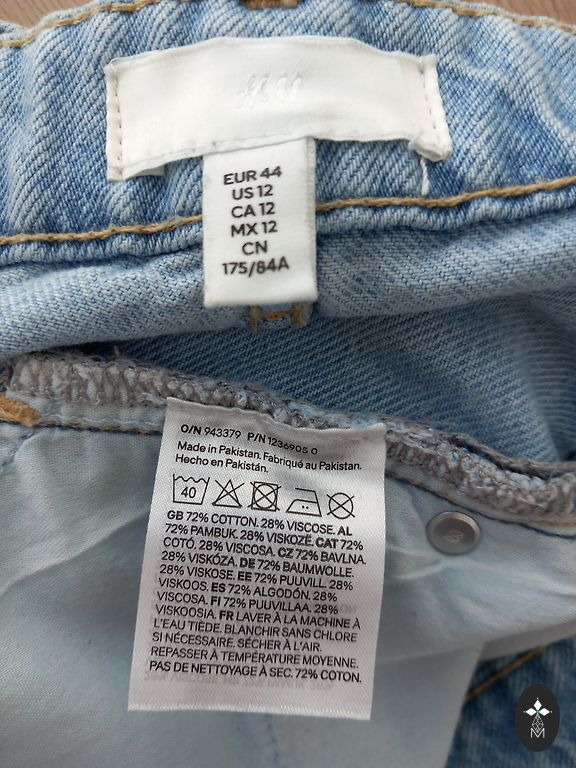 H&M
EUR 44
US 12
CA 12
MX 12
CN
175/84A
O/N 943379 P/N 1236905 0
Made in Pakistan. Fabriqué au Pakistan.
Hecho en Pakistán.
40
GB 72% COTTON. 28% VISCOSE. AL
72% PAMBUK. 28% VISKOZË. CAT 72%
COTÓ. 28% VISCOSA. CZ 72% BAVLNA.
28% VISKÓZA. DE 72% BAUMWOLLE.
28% VISKOSE. EE 72% PUUVILL. 28%
VISKOOS. ES 72% ALGODÓN. 28%
VISCOSA. FI 72% PUUVILLAA. 28%
VISKOOSIA. FR LAVER À LA MACHINE À
L'EAU TIÈDE. BLANCHIR SANS CHLORE
SI NÉCESSAIRE. SÉCHER À L'AIR.
REPASSER À TEMPÉRATURE MOYENNE.
PAS DE NETTOYAGE À SEC. 72% COTON.
M